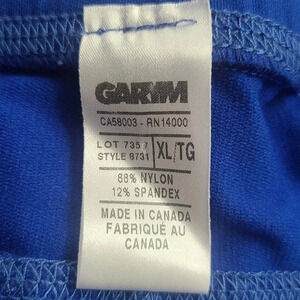 GARYM
CA58003 - RN14000
LOT 7357
STYLE 8731
XL/TG
88% NYLON
12% SPANDEX
MADE IN CANADA
FABRIQUÉ AU
CANADA